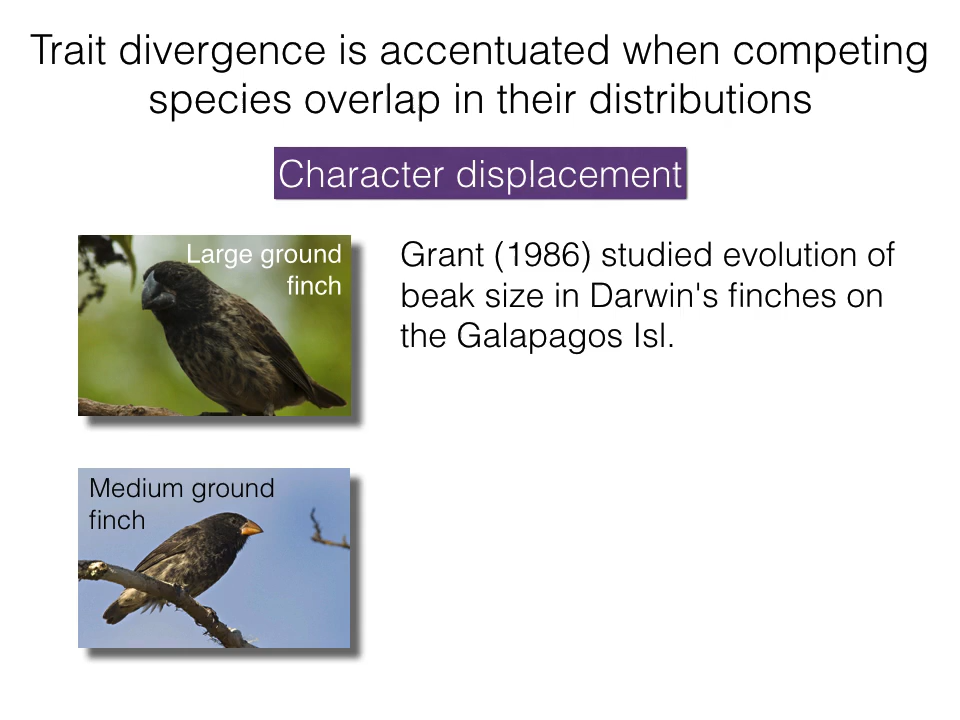 Trait divergence is accentuated when competing
species overlap in their distributions
Character displacement
Large ground
finch
Grant (1986) studied evolution of
beak size in Darwin's finches on
the Galapagos Isl.
Medium ground
finch